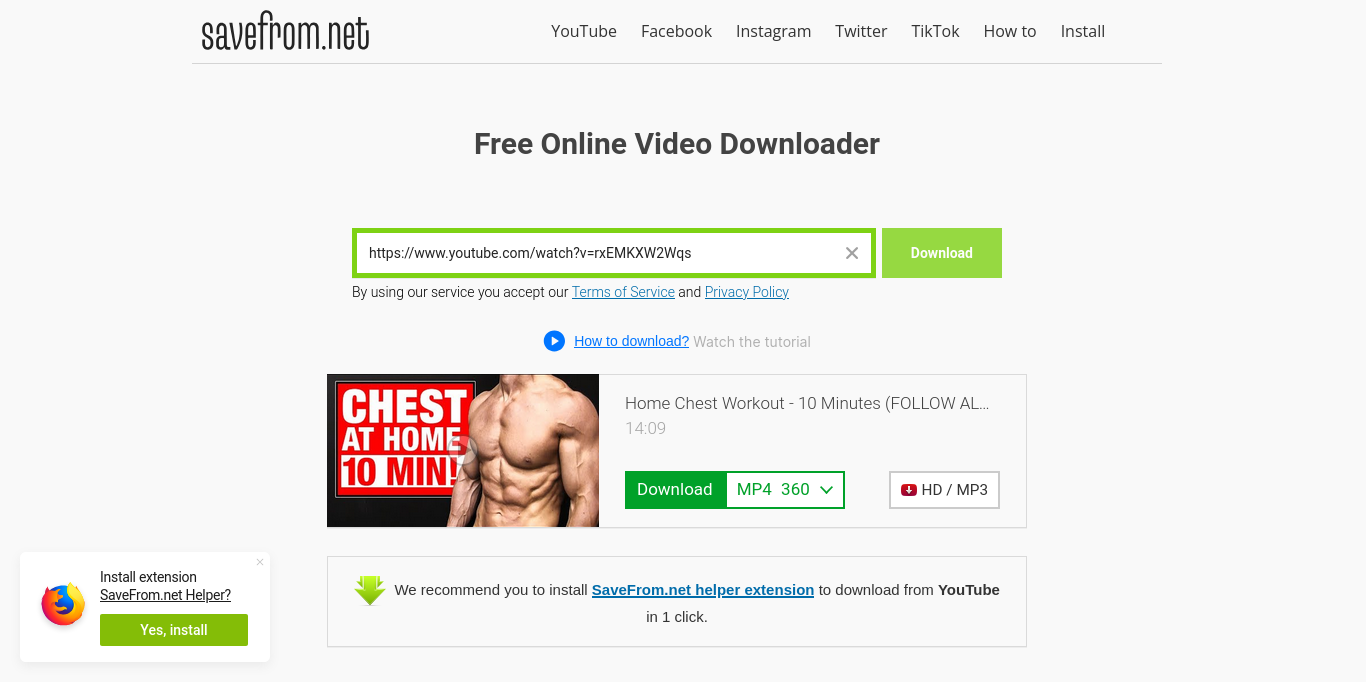 savefrom.net
YouTube Facebook Instagram Twitter TikTok How to Install
Free Online Video Downloader
https://www.youtube.com/watch?v=rxEMKXW2Wqs
Download
By using our service you accept our Terms of Service and Privacy Policy
How to download? Watch the tutorial
CHEST
AT HOME
10 MIN!
Home Chest Workout - 10 Minutes (FOLLOW AL...
14:09
Download MP4 360
HD / MP3
We recommend you to install SaveFrom.net helper extension to download from YouTube
in 1 click.
Install extension
SaveFrom.net Helper?
Yes, install